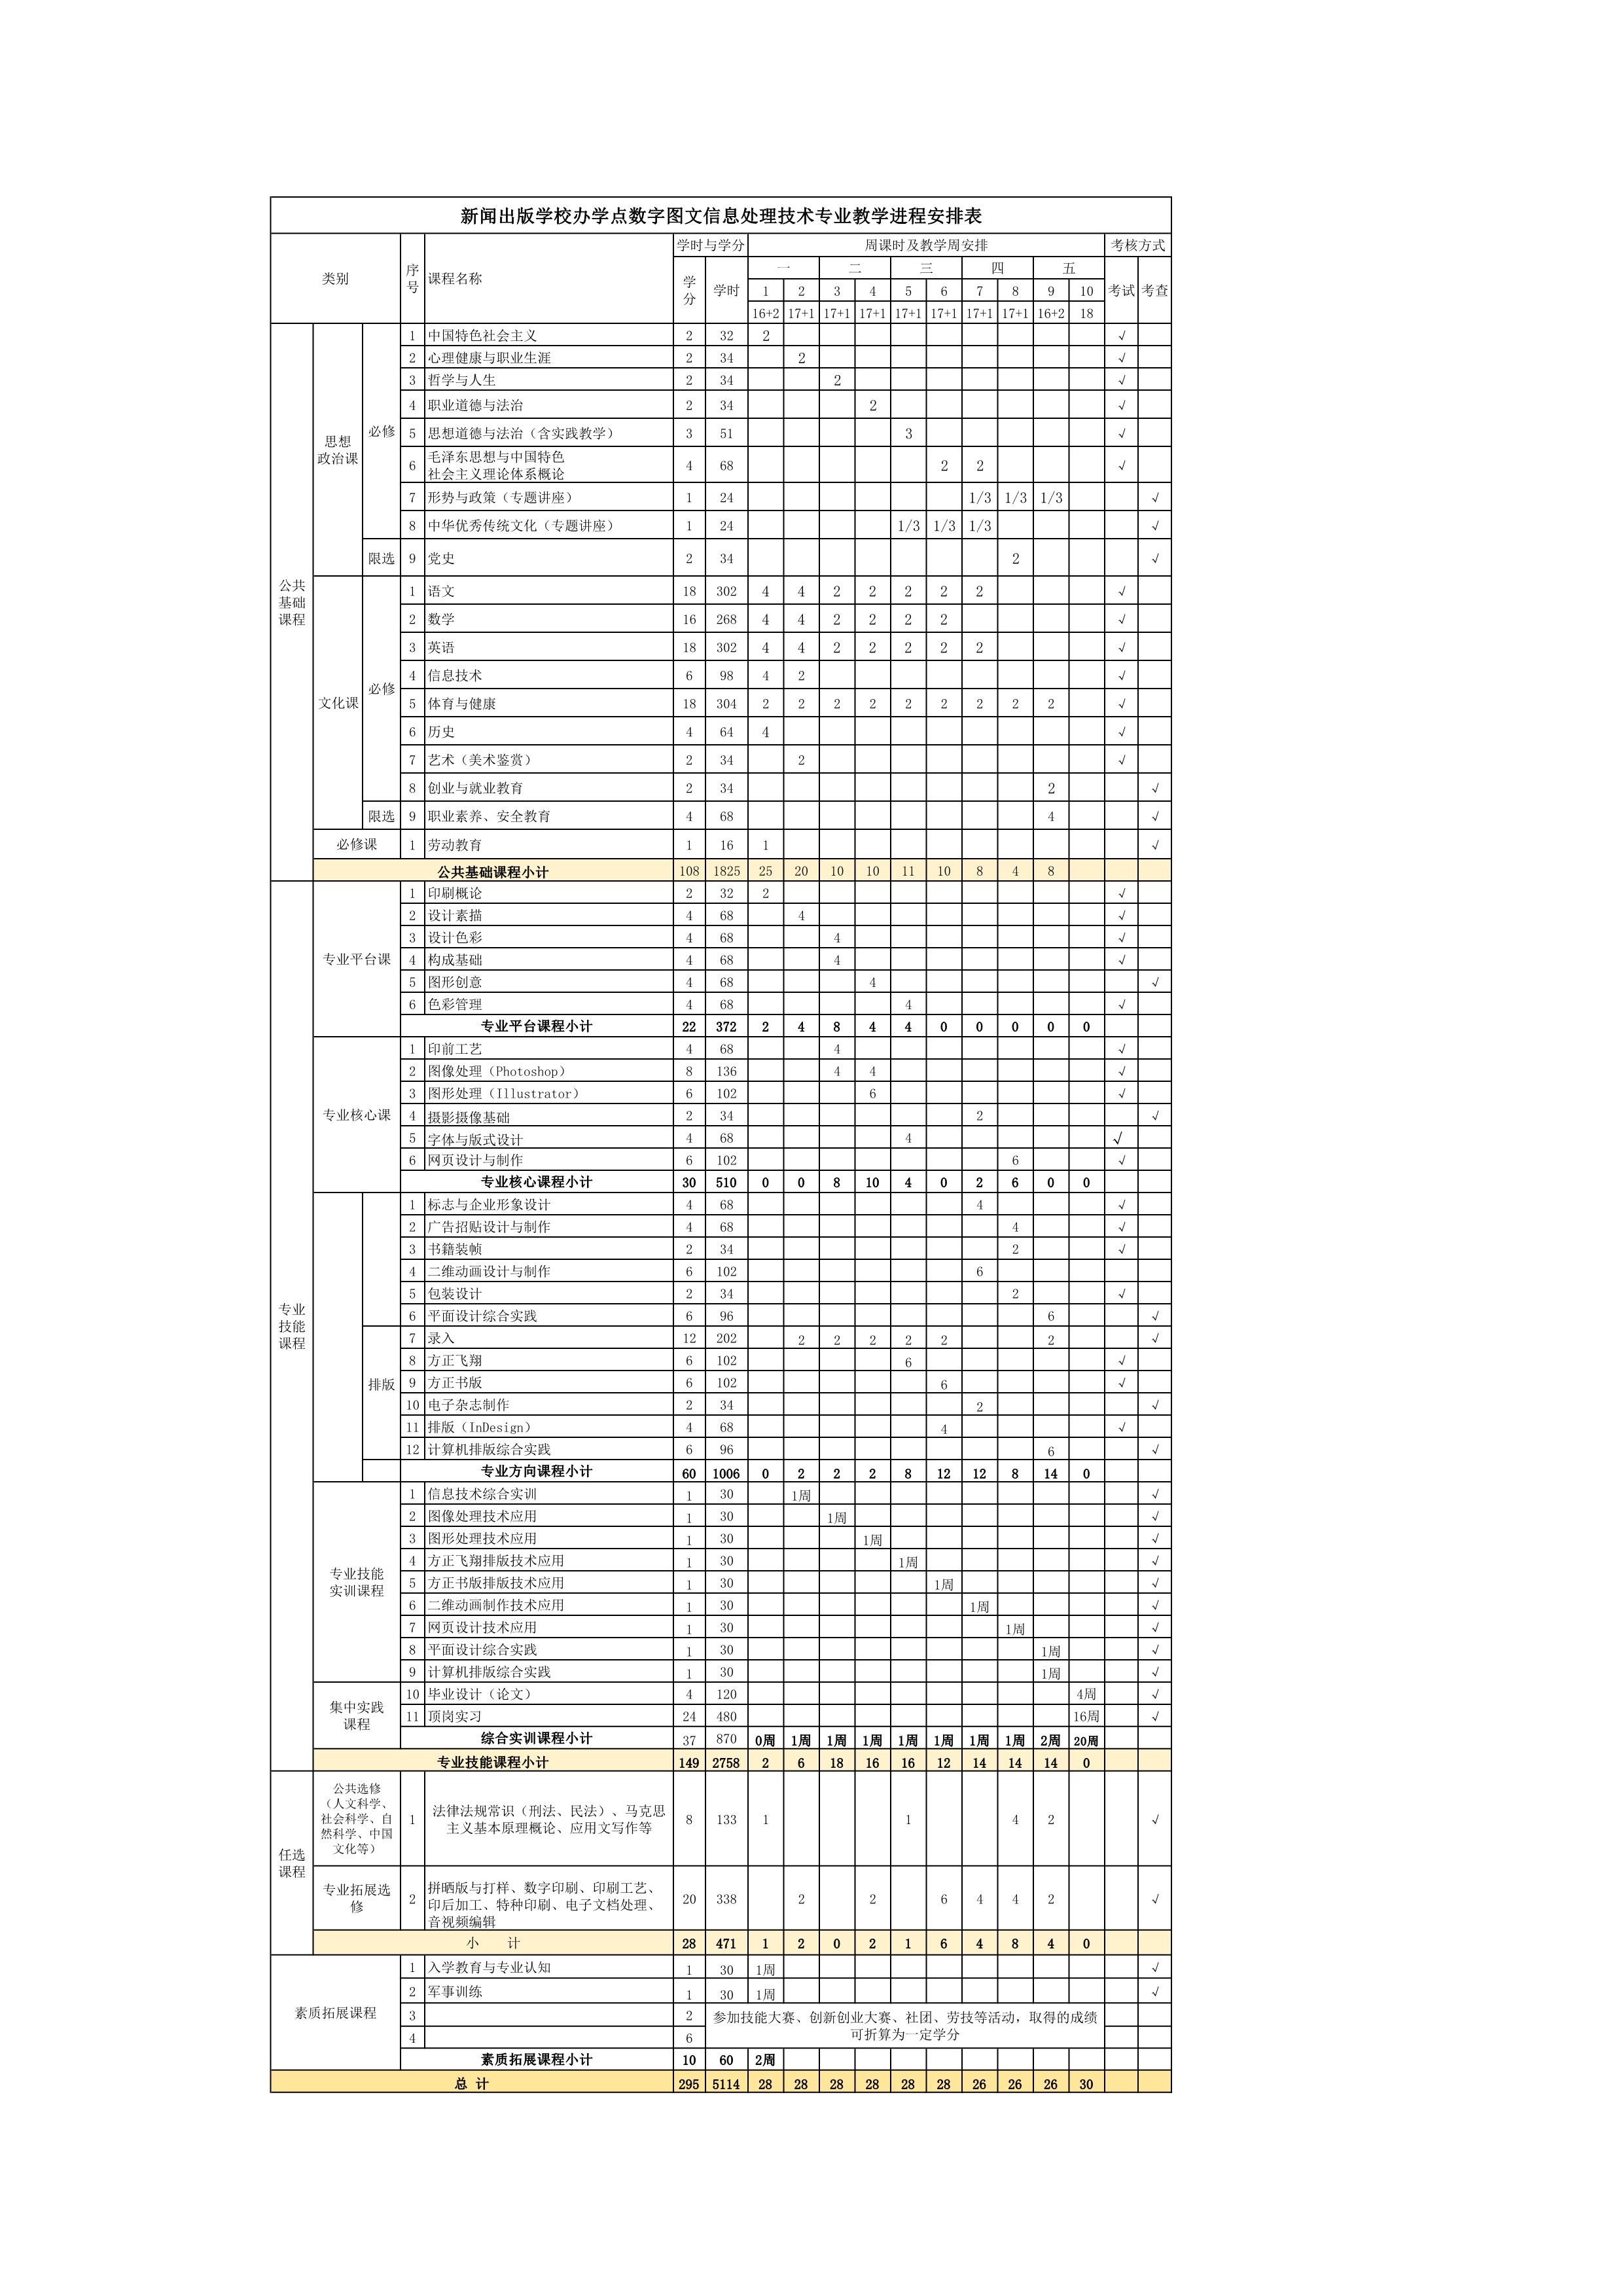 新闻出版学校办学点数字图文信息处理技术专业教学进程安排表
类别 序号 课程名称 学时与学分 周课时及教学周安排 考核方式
学分 学时 一 二 三 四 五 考试 考查
1 2 3 4 5 6 7 8 9 10
16+2 17+1 17+1 17+1 17+1 17+1 17+1 17+1 16+2 18
公共基础课程
思想政治课
必修
1 中国特色社会主义 2 32 2 √
2 心理健康与职业生涯 2 34 2 √
3 哲学与人生 2 34 2 √
4 职业道德与法治 2 34 2 √
5 思想道德与法治（含实践教学） 3 51 3 √
6 毛泽东思想与中国特色
社会主义理论体系概论 4 68 2 2 √
7 形势与政策（专题讲座） 1 24 1/3 1/3 1/3 √
8 中华优秀传统文化（专题讲座） 1 24 1/3 1/3 1/3 √
限选 9 党史 2 34 2 √
文化课
必修
1 语文 18 302 4 4 2 2 2 2 2 √
2 数学 16 268 4 4 2 2 2 2 √
3 英语 18 302 4 4 2 2 2 2 2 √
4 信息技术 6 98 4 2 √
5 体育与健康 18 304 2 2 2 2 2 2 2 2 2 √
6 历史 4 64 4 √
7 艺术（美术鉴赏） 2 34 2 √
8 创业与就业教育 2 34 2 √
限选 9 职业素养、安全教育 4 68 4 √
必修课 1 劳动教育 1 16 1 √
公共基础课程小计 108 1825 25 20 10 10 11 10 8 4 8
专业技能课程
专业平台课
1 印刷概论 2 32 2 √
2 设计素描 4 68 4 √
3 设计色彩 4 68 4 √
4 构成基础 4 68 4 √
5 图形创意 4 68 4 √
6 色彩管理 4 68 4 √
专业平台课程小计 22 372 2 4 8 4 4 0 0 0 0 0
专业核心课
1 印前工艺 4 68 4 √
2 图像处理（Photoshop） 8 136 4 4 √
3 图形处理（Illustrator） 6 102 6 √
4 摄影摄像基础 2 34 2 √
5 字体与版式设计 4 68 4 √
6 网页设计与制作 6 102 6 √
专业核心课程小计 30 510 0 0 8 10 4 0 2 6 0 0
1 标志与企业形象设计 4 68 4 √
2 广告招贴设计与制作 4 68 4 √
3 书籍装帧 2 34 2 √
4 二维动画设计与制作 6 102 6
5 包装设计 2 34 2 √
6 平面设计综合实践 6 96 6 √
排版
7 录入 12 202 2 2 2 2 2 2 √
8 方正飞翔 6 102 6 √
9 方正书版 6 102 6 √
10 电子杂志制作 2 34 2 √
11 排版（InDesign） 4 68 4 √
12 计算机排版综合实践 6 96 6 √
专业方向课程小计 60 1006 0 2 2 2 8 12 12 8 14 0
专业技能
实训课程
1 信息技术综合实训 1 30 1周 √
2 图像处理技术应用 1 30 1周 √
3 图形处理技术应用 1 30 1周 √
4 方正飞翔排版技术应用 1 30 1周 √
5 方正书版排版技术应用 1 30 1周 √
6 二维动画制作技术应用 1 30 1周 √
7 网页设计技术应用 1 30 1周 √
8 平面设计综合实践 1 30 1周 √
9 计算机排版综合实践 1 30 1周 √
集中实践
课程
10 毕业设计（论文） 4 120 4周 √
11 顶岗实习 24 480 16周 √
综合实训课程小计 37 870 0周 1周 1周 1周 1周 1周 1周 1周 2周 20周
专业技能课程小计 149 2758 2 6 18 16 16 12 14 14 14 0
任选课程
公共选修
（人文科学、
社会科学、自
然科学、中国
文化等）
1 法律法规常识（刑法、民法）、马克思
主义基本原理概论、应用文写作等 8 133 1 1 4 2 √
专业拓展选
修
2 拼晒版与打样、数字印刷、印刷工艺、
印后加工、特种印刷、电子文档处理、
音视频编辑 20 338 2 2 6 4 4 2 √
小 计 28 471 1 2 0 2 1 6 4 8 4 0
素质拓展课程
1 入学教育与专业认知 1 30 1周 √
2 军事训练 1 30 1周 √
3 2 参加技能大赛、创新创业大赛、社团、劳技等活动，取得的成绩
4 6 可折算为一定学分
素质拓展课程小计 10 60 2周
总 计 295 5114 28 28 28 28 28 28 26 26 26 30